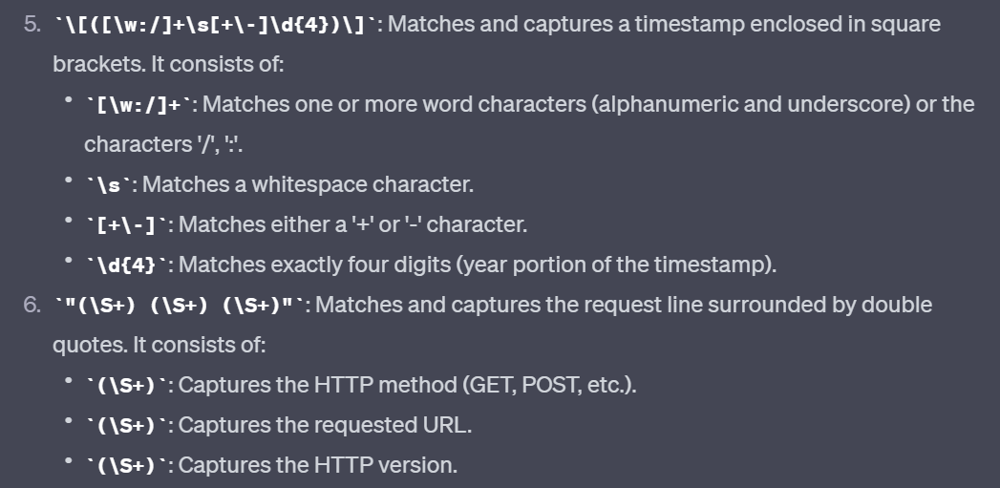 5. `\[([\w:/]+\s[+\-]\d{4})\]`: Matches and captures a timestamp enclosed in square
brackets. It consists of:
• `[\w:/]+`: Matches one or more word characters (alphanumeric and underscore) or the
characters '/', ':'.
• `\s`: Matches a whitespace character.
• `[+\-]`: Matches either a '+' or '-' character.
• `\d{4}`: Matches exactly four digits (year portion of the timestamp).
6. `"(\S+) (\S+) (\S+)"`: Matches and captures the request line surrounded by double
quotes. It consists of:
• `(\S+)`: Captures the HTTP method (GET, POST, etc.).
• `(\S+)`: Captures the requested URL.
• `(\S+)`: Captures the HTTP version.